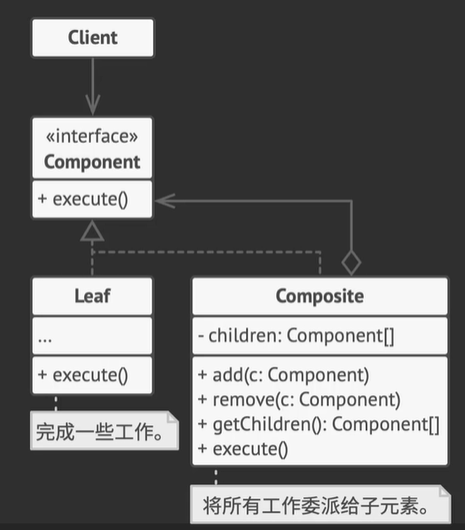 Client
«interface»
Component
+ execute()
Leaf
...
+ execute()
完成一些工作。
Composite
- children: Component[]
+ add(c: Component)
+ remove(c: Component)
+ getChildren(): Component[]
+ execute()
将所有工作委派给子元素。